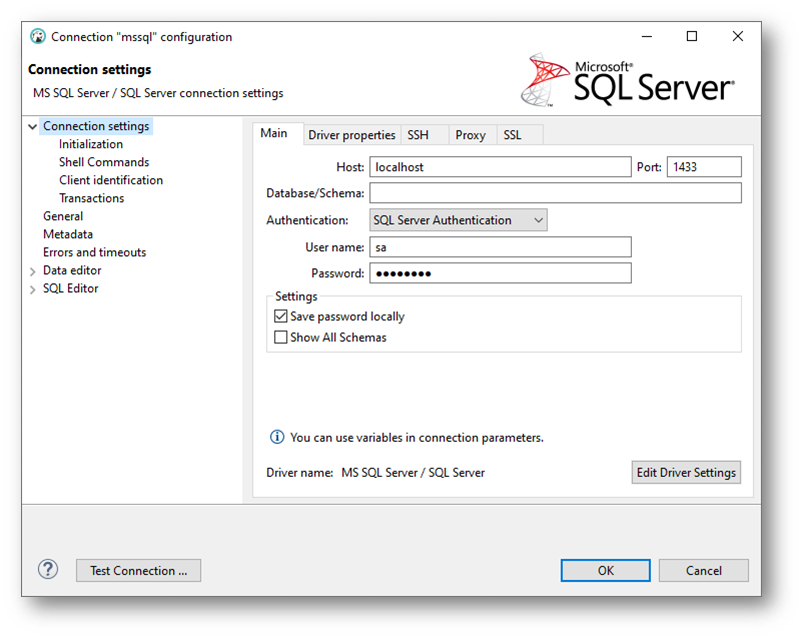 Connection "mssql" configuration
Connection settings
MS SQL Server / SQL Server connection settings
Microsoft®
SQL Server®
Connection settings
Initialization
Shell Commands
Client identification
Transactions
General
Metadata
Errors and timeouts
Data editor
SQL Editor
Main Driver properties SSH Proxy SSL
Host: localhost Port: 1433
Database/Schema:
Authentication: SQL Server Authentication
User name: sa
Password: ●●●●●●●●
Settings
Save password locally
Show All Schemas
You can use variables in connection parameters.
Driver name: MS SQL Server / SQL Server Edit Driver Settings
? Test Connection ... OK Cancel